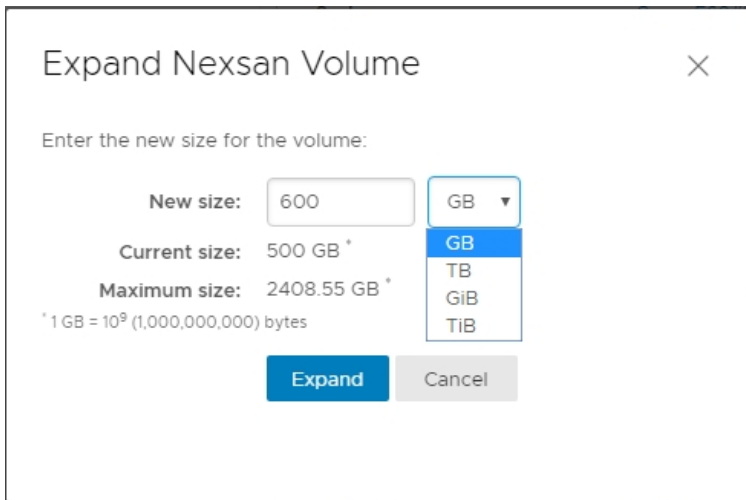 Expand Nexsan Volume
Enter the new size for the volume:
New size: 600 GB ▼
GB
Current size: 500 GB *
TB
Maximum size: 2408.55 GB *
GiB
* 1 GB = 10⁹ (1,000,000,000) bytes
TiB
Expand Cancel